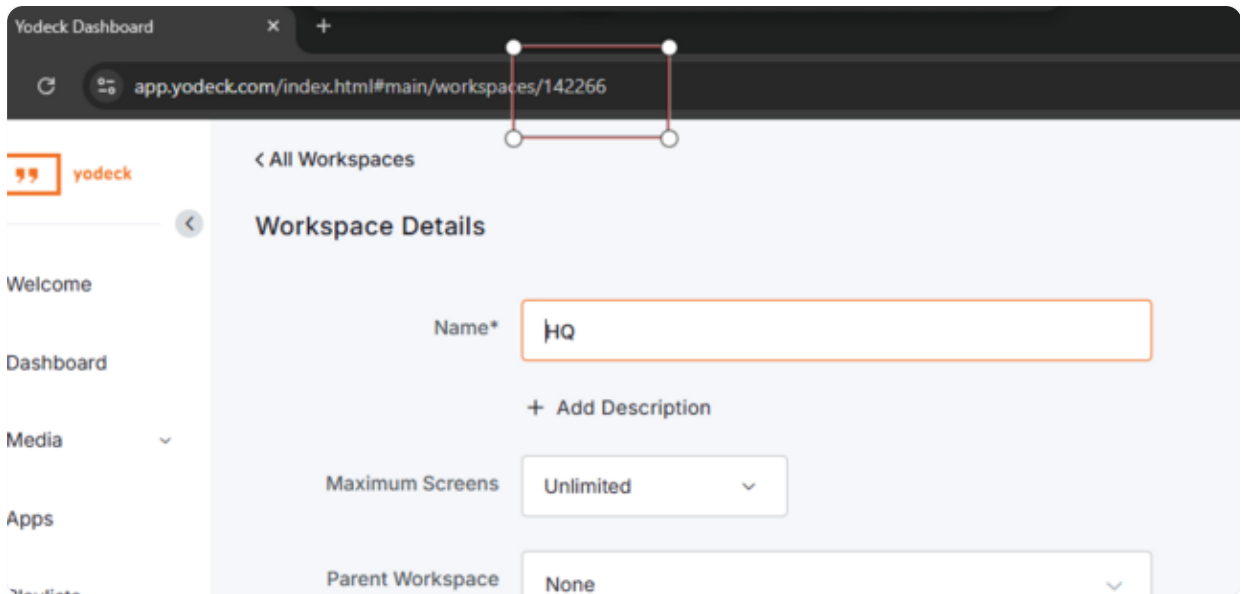 Yodeck Dashboard
app.yodeck.com/index.html#main/workspaces/142266
yodeck
All Workspaces
Workspace Details
Welcome
Name*
HQ
Dashboard
+ Add Description
Media
Maximum Screens
Unlimited
Apps
Parent Workspace
None